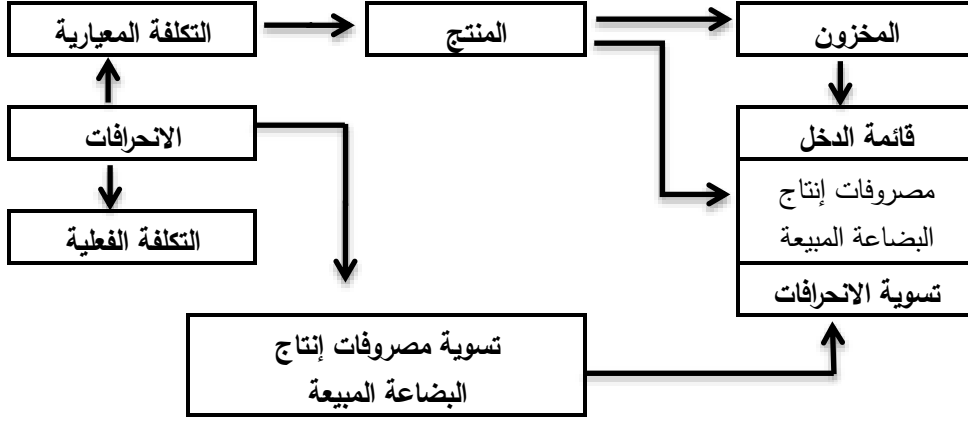 المخزون
المنتج
التكلفة المعيارية
قائمة الدخل
الانحرافات
مصروفات إنتاج
البضاعة المبيعة
التكلفة الفعلية
تسوية الانحرافات
تسوية مصروفات إنتاج
البضاعة المبيعة